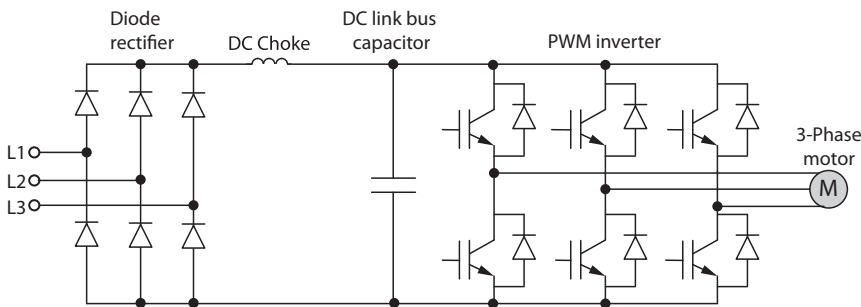 Diode
rectifier
DC Choke
DC link bus
capacitor
PWM inverter
3-Phase
motor
L1
L2
L3
M